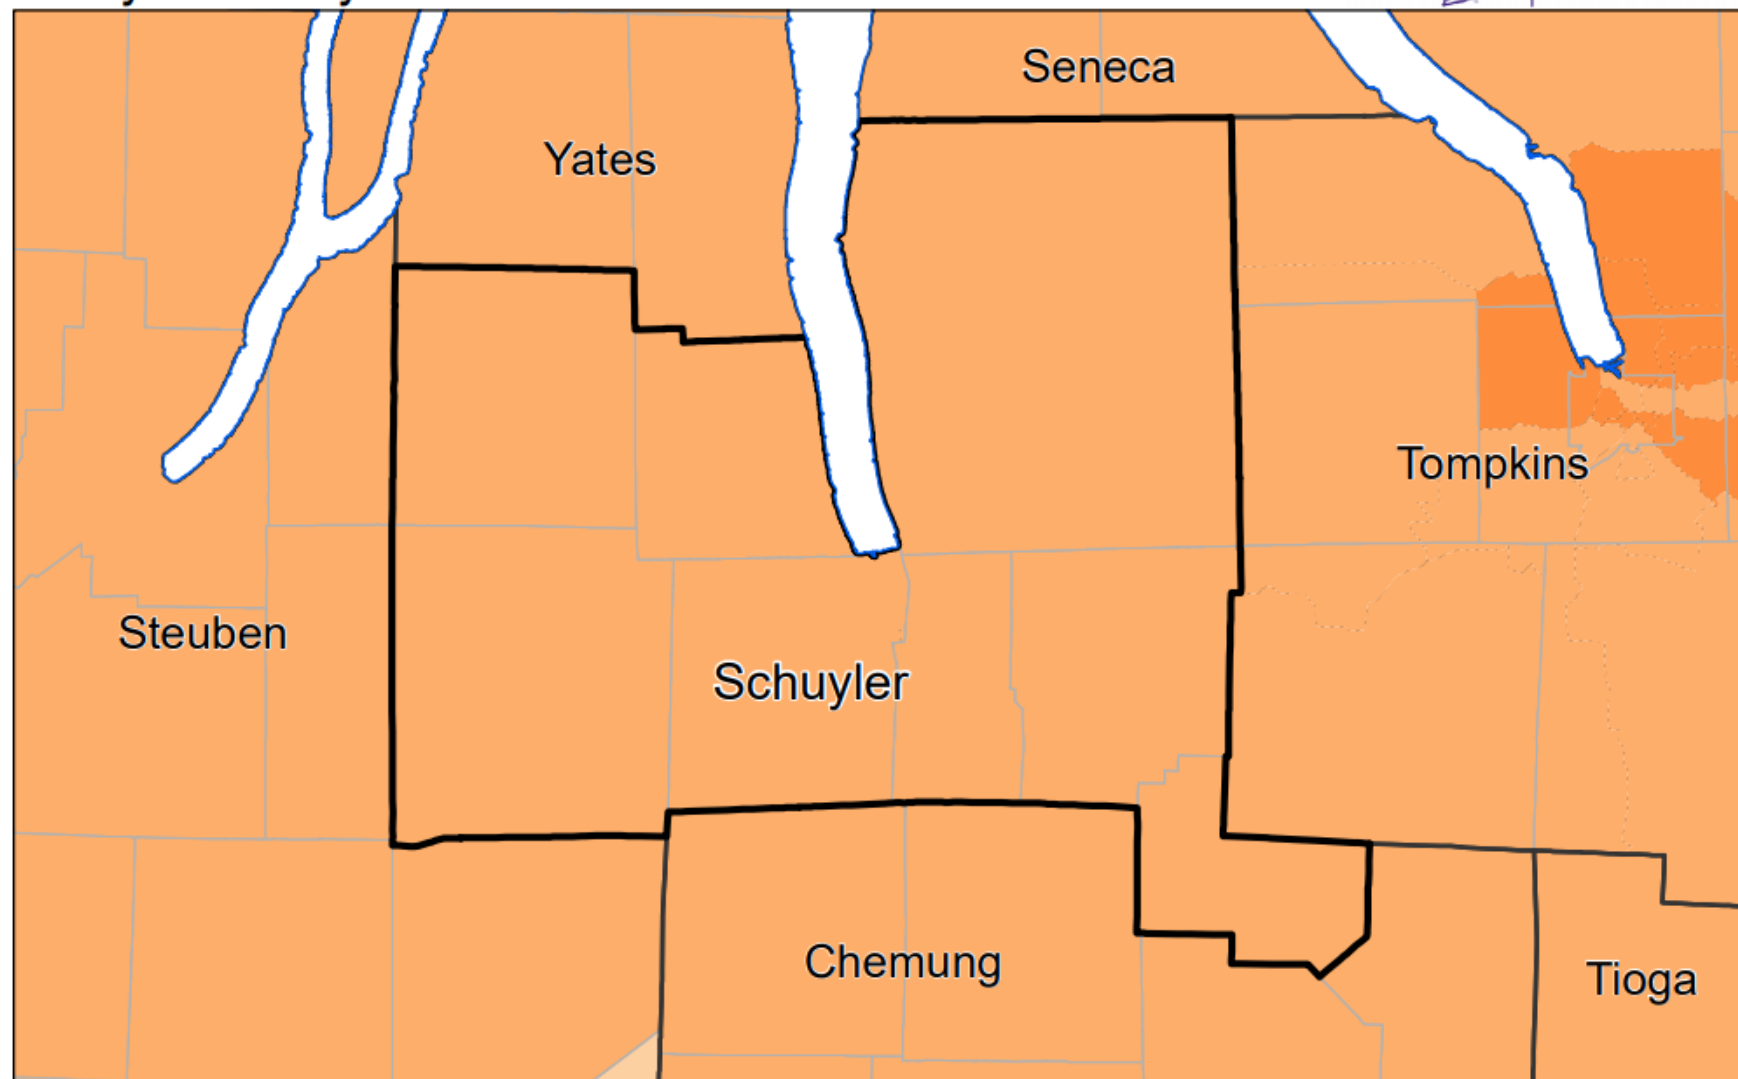 Seneca
Yates
Tompkins
Steuben
Schuyler
Chemung
Tioga